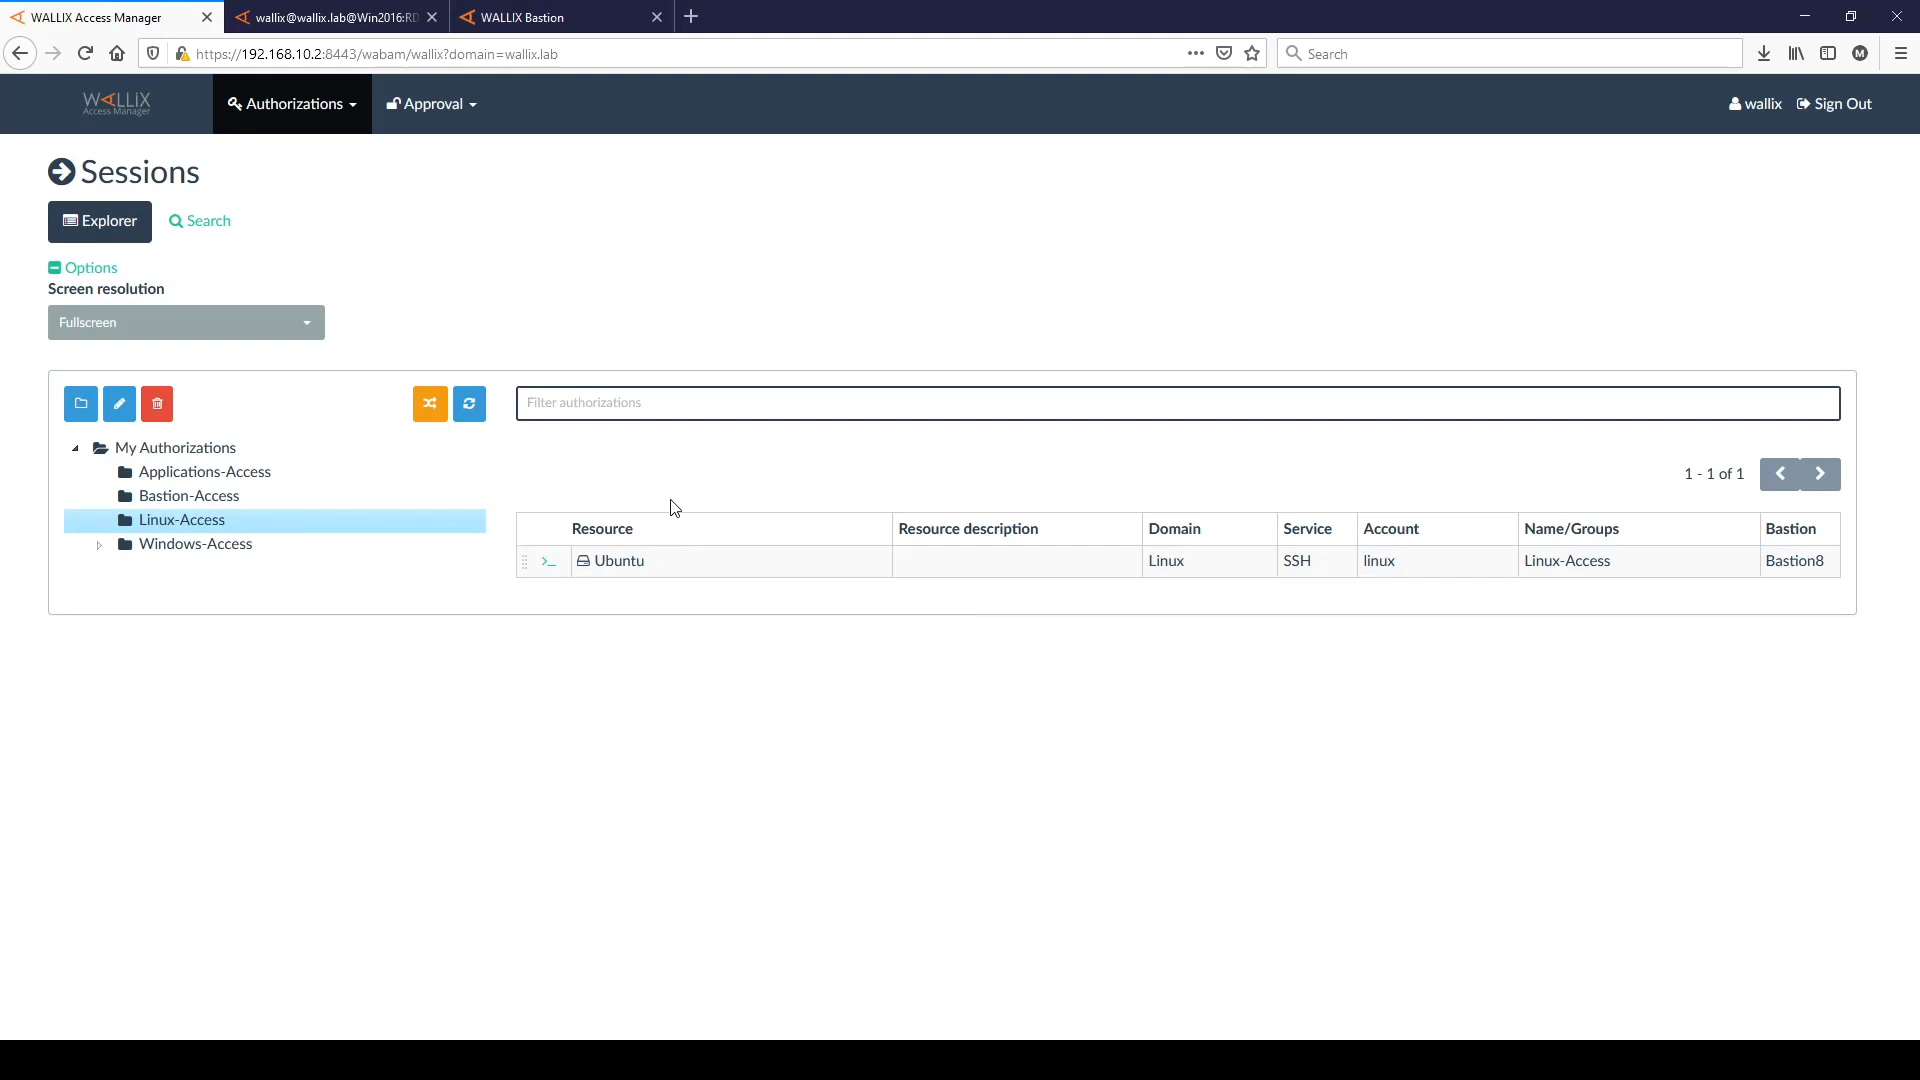 WALLIX Access Manager
wallix@wallix.lab@Win2016:RD
WALLIX Bastion
https://192.168.10.2:8443/wabam/wallix?domain=wallix.lab
Search
M
WALLIX
Access Manager
Authorizations
Approval
wallix
Sign Out
Sessions
Explorer
Search
Options
Screen resolution
Fullscreen
Filter authorizations
My Authorizations
Applications-Access
Bastion-Access
Linux-Access
Windows-Access
1 - 1 of 1
Resource Resource description Domain Service Account Name/Groups Bastion
>_ Ubuntu Linux SSH linux Linux-Access Bastion8